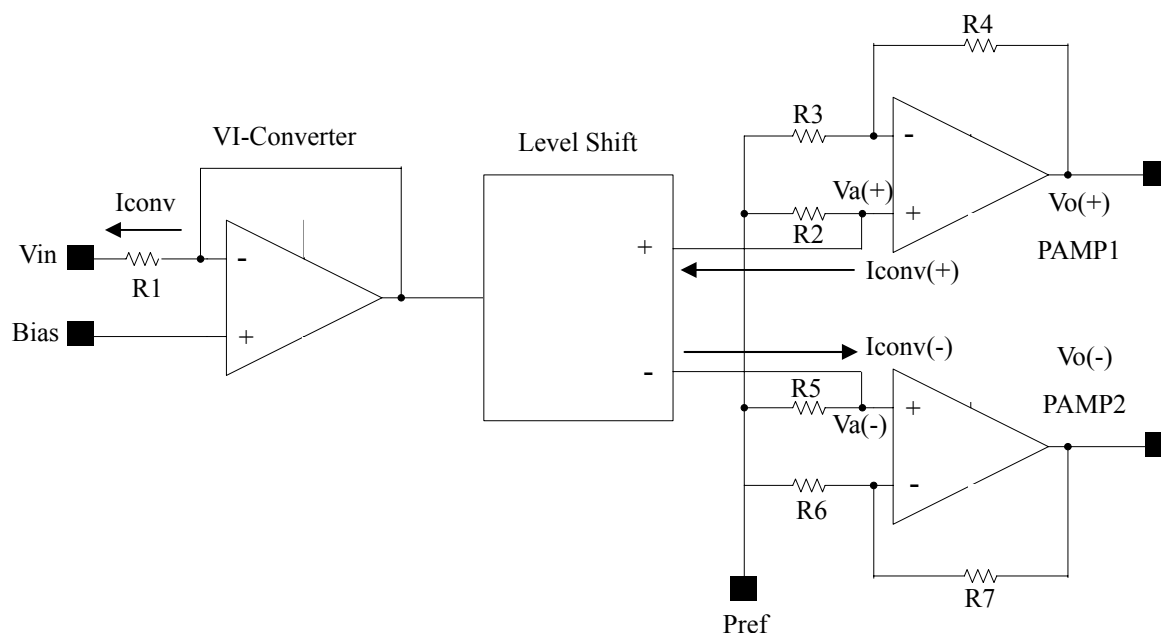 R4
R3
-
VI-Converter
Level Shift
Va(+)
Iconv
+
Vo(+)
R2
+
Vin
-
Iconv(+)
PAMP1
R1
Bias
+
Iconv(-)
Vo(-)
-
R5
+
PAMP2
Va(-)
-
R6
R7
Pref